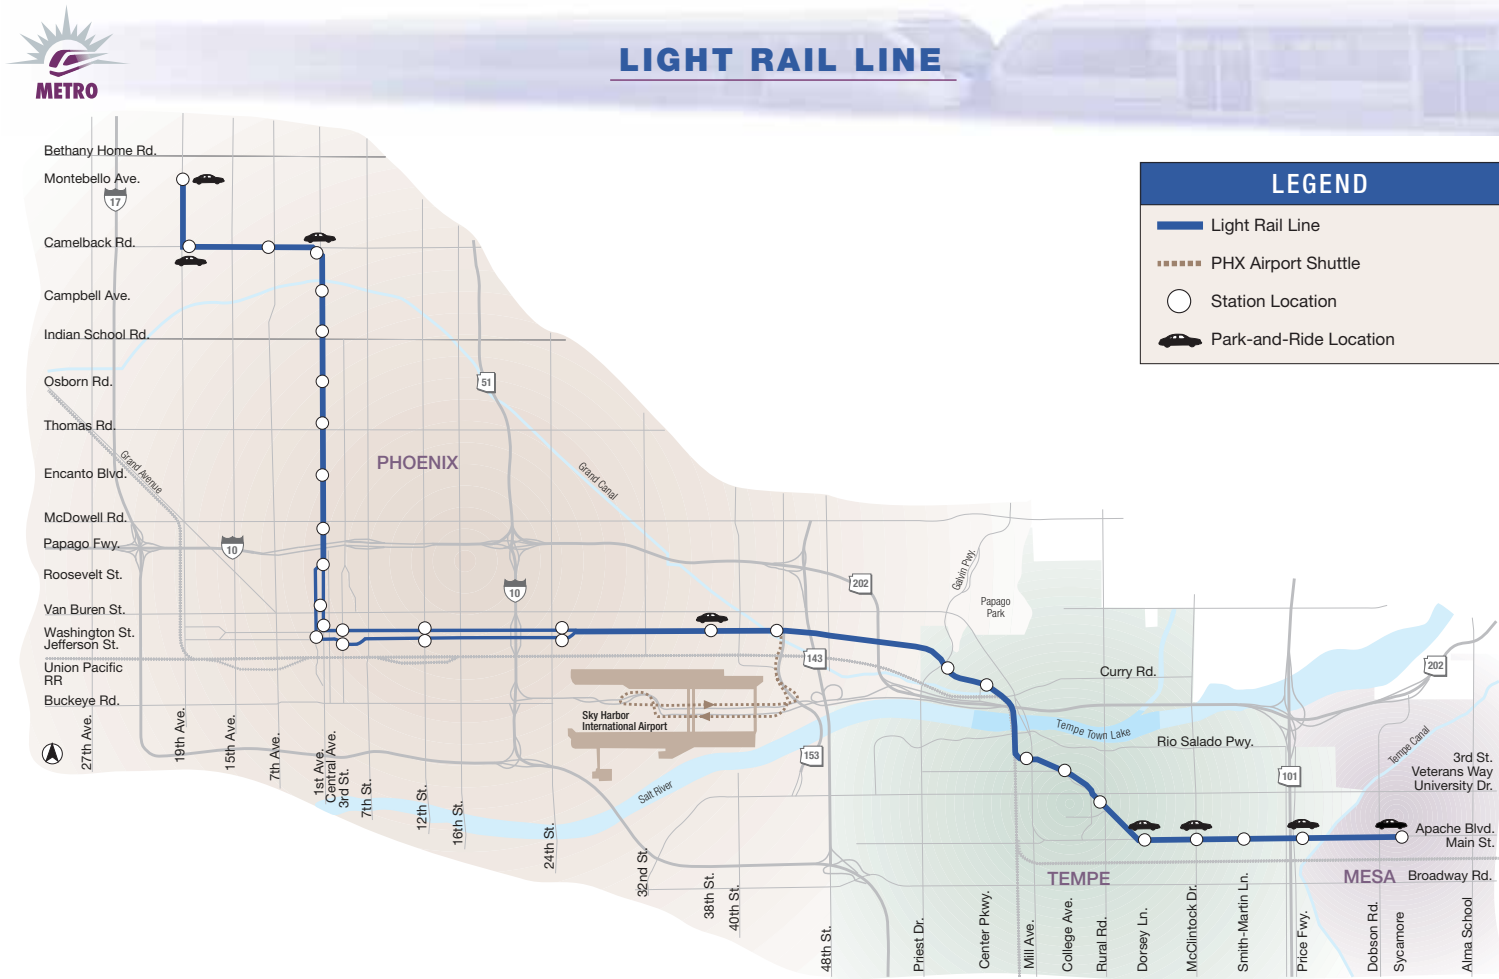 METRO
LIGHT RAIL LINE
LEGEND
Light Rail Line
PHX Airport Shuttle
Station Location
Park-and-Ride Location
Bethany Home Rd.
Montebello Ave.
17
Camelback Rd.
Campbell Ave.
Indian School Rd.
Osborn Rd.
51
Thomas Rd.
Grand Avenue
PHOENIX
Grand Canal
Encanto Blvd.
McDowell Rd.
Papago Fwy.
10
Roosevelt St.
10
202
Galvin Pwy.
Papago
Park
Van Buren St.
Washington St.
Jefferson St.
Union Pacific
RR
143
Curry Rd.
202
Buckeye Rd.
Sky Harbor
International Airport
Tempe Town Lake
Rio Salado Pwy.
Tempe Canal
153
101
Salt River
3rd St.
Veterans Way
University Dr.
Apache Blvd.
Main St.
TEMPE
MESA
Broadway Rd.
27th Ave.
19th Ave.
15th Ave.
7th Ave.
1st Ave.
Central Ave.
3rd St.
7th St.
12th St.
16th St.
24th St.
32nd St.
38th St.
40th St.
48th St.
Priest Dr.
Center Pkwy.
Mill Ave.
College Ave.
Rural Rd.
Dorsey Ln.
McClintock Dr.
Smith-Martin Ln.
Price Fwy.
Dobson Rd.
Sycamore
Alma School